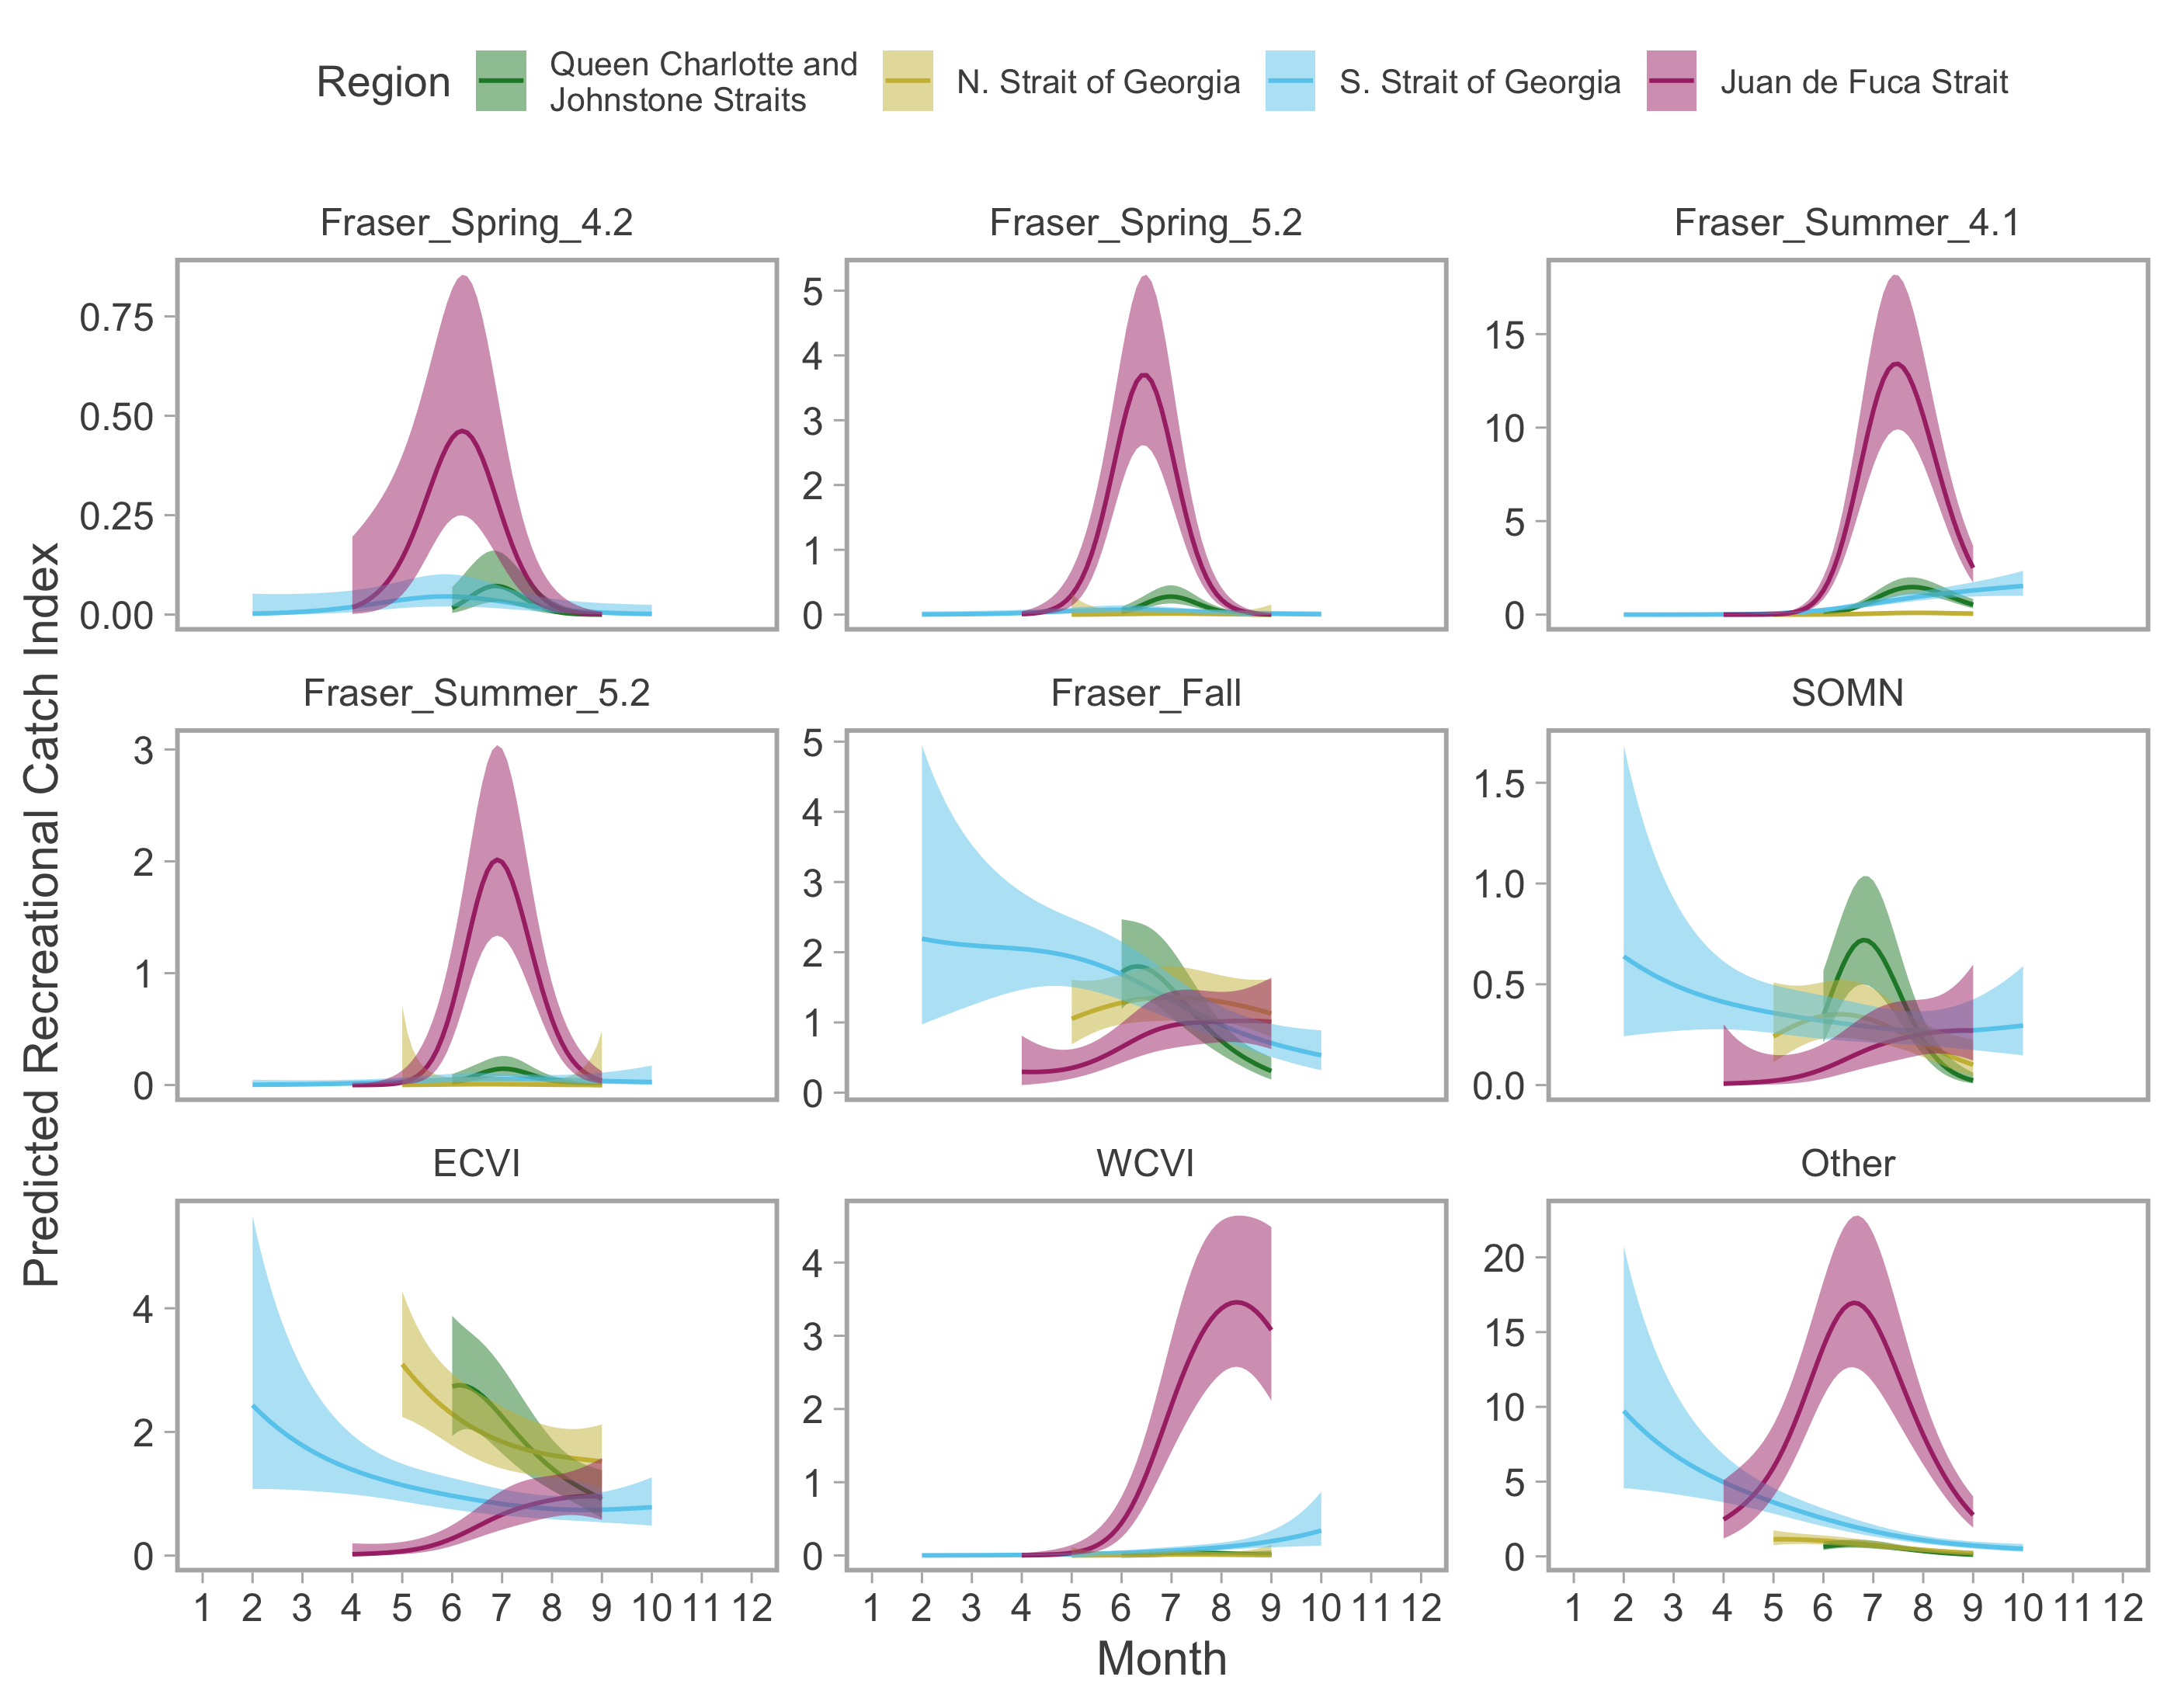 Region
Queen Charlotte and
Johnstone Straits
N. Strait of Georgia
S. Strait of Georgia
Juan de Fuca Strait
Predicted Recreational Catch Index
Fraser_Spring_4.2
0.75
0.50
0.25
0.00
Fraser_Spring_5.2
5
4
3
2
1
0
Fraser_Summer_4.1
15
10
5
0
Fraser_Summer_5.2
3
2
1
0
Fraser_Fall
5
4
3
2
1
0
SOMN
1.5
1.0
0.5
0.0
ECVI
4
2
0
1 2 3 4 5 6 7 8 9 10 11 12
WCVI
4
3
2
1
0
1 2 3 4 5 6 7 8 9 10 11 12
Other
20
15
10
5
0
1 2 3 4 5 6 7 8 9 10 11 12
Month